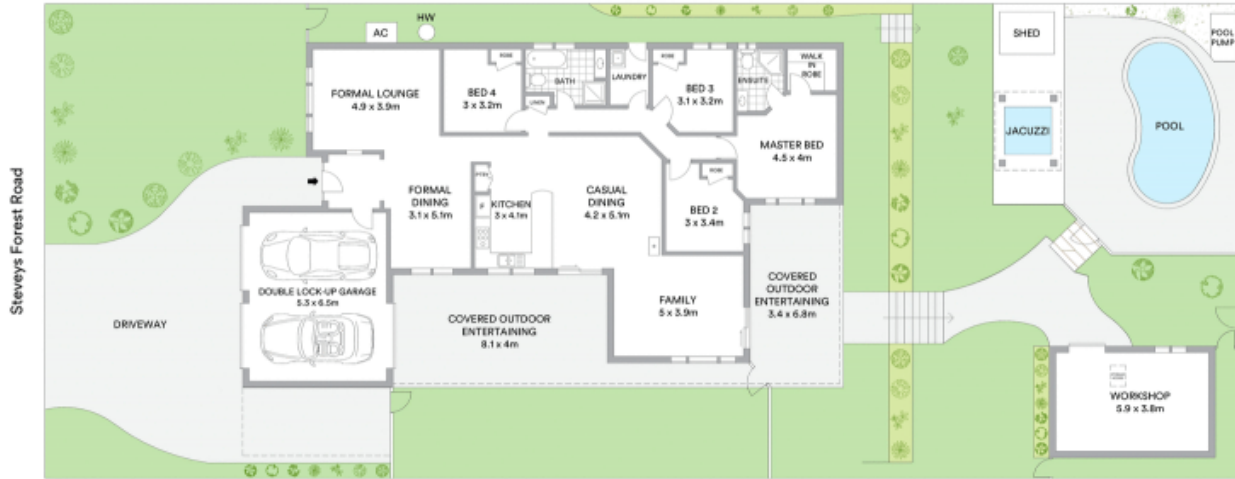 Steveys Forest Road
AC
HW
FORMAL LOUNGE
4.9 x 3.9m
BED 4
3 x 3.2m
ROBE
BATH
LINEN
LAUNDRY
ROBE
BED 3
3.1 x 3.2m
ENSUITE
WALK
IN
ROBE
MASTER BED
4.5 x 4m
SHED
JACUZZI
POOL
POOL
PUMP
FORMAL
DINING
3.1 x 5.1m
PTRY
F
KITCHEN
3 x 4.1m
CASUAL
DINING
4.2 x 5.1m
ROBE
BED 2
3 x 3.4m
DOUBLE LOCK-UP GARAGE
5.3 x 6.5m
DRIVEWAY
COVERED OUTDOOR
ENTERTAINING
8.1 x 4m
FAMILY
5 x 3.9m
COVERED
OUTDOOR
ENTERTAINING
3.4 x 6.8m
WORKSHOP
5.9 x 3.8m